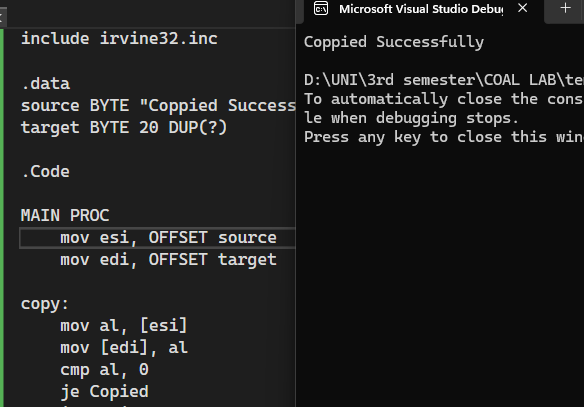 include irvine32.inc
.data
source BYTE "Coppied Success
target BYTE 20 DUP(?)
.Code
MAIN PROC
mov esi, OFFSET source
mov edi, OFFSET target
copy:
mov al, [esi]
mov [edi], al
cmp al, 0
je Copied
Microsoft Visual Studio Debu
Coppied Successfully
D:\UNI\3rd semester\COAL LAB\te
To automatically close the cons
le when debugging stops.
Press any key to close this win